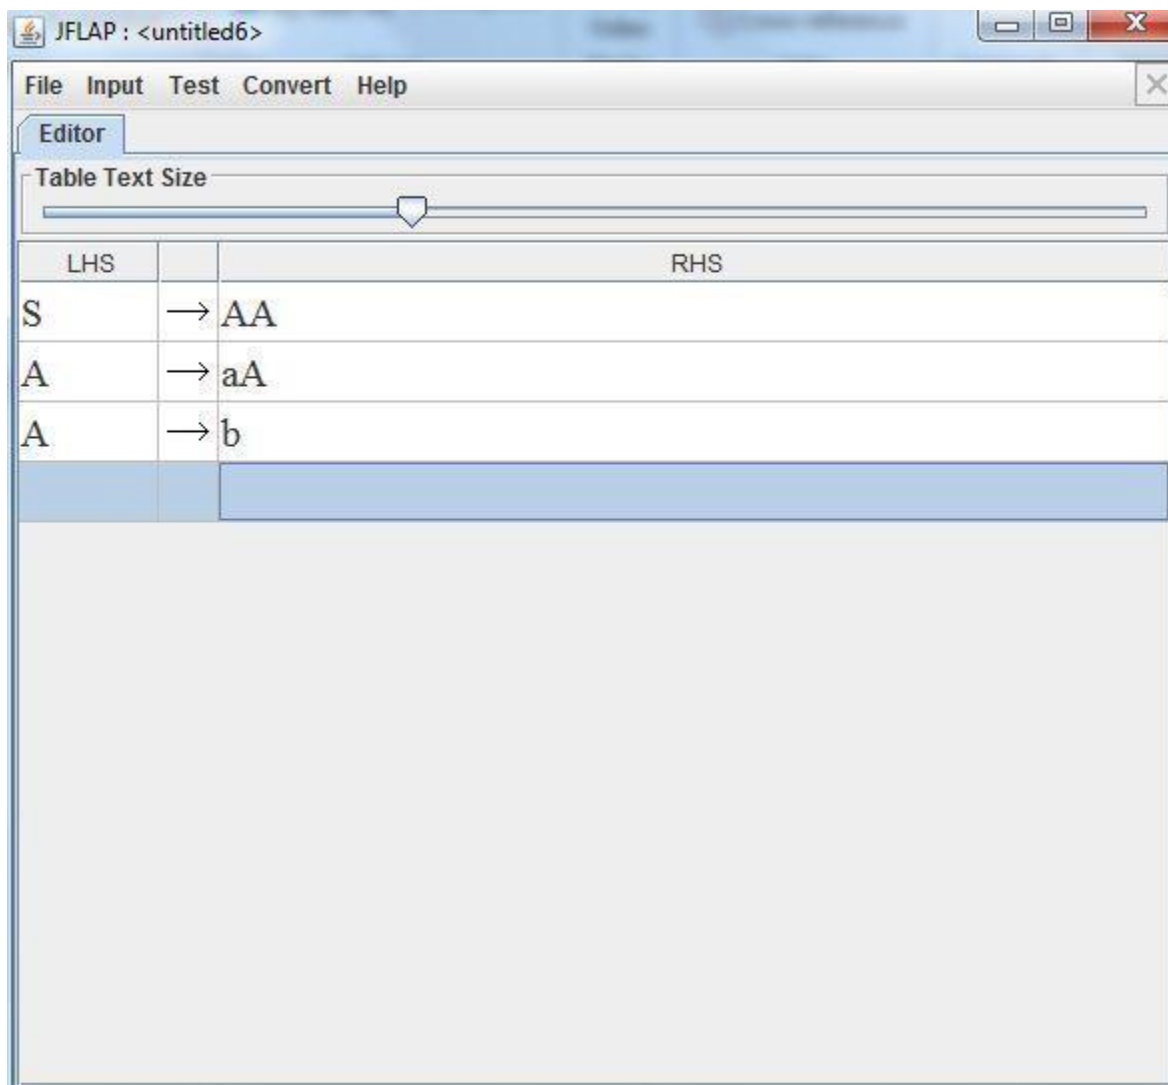 JFLAP : <untitled6>
File Input Test Convert Help
Editor
Table Text Size
LHS RHS
S → AA
A → aA
A → b